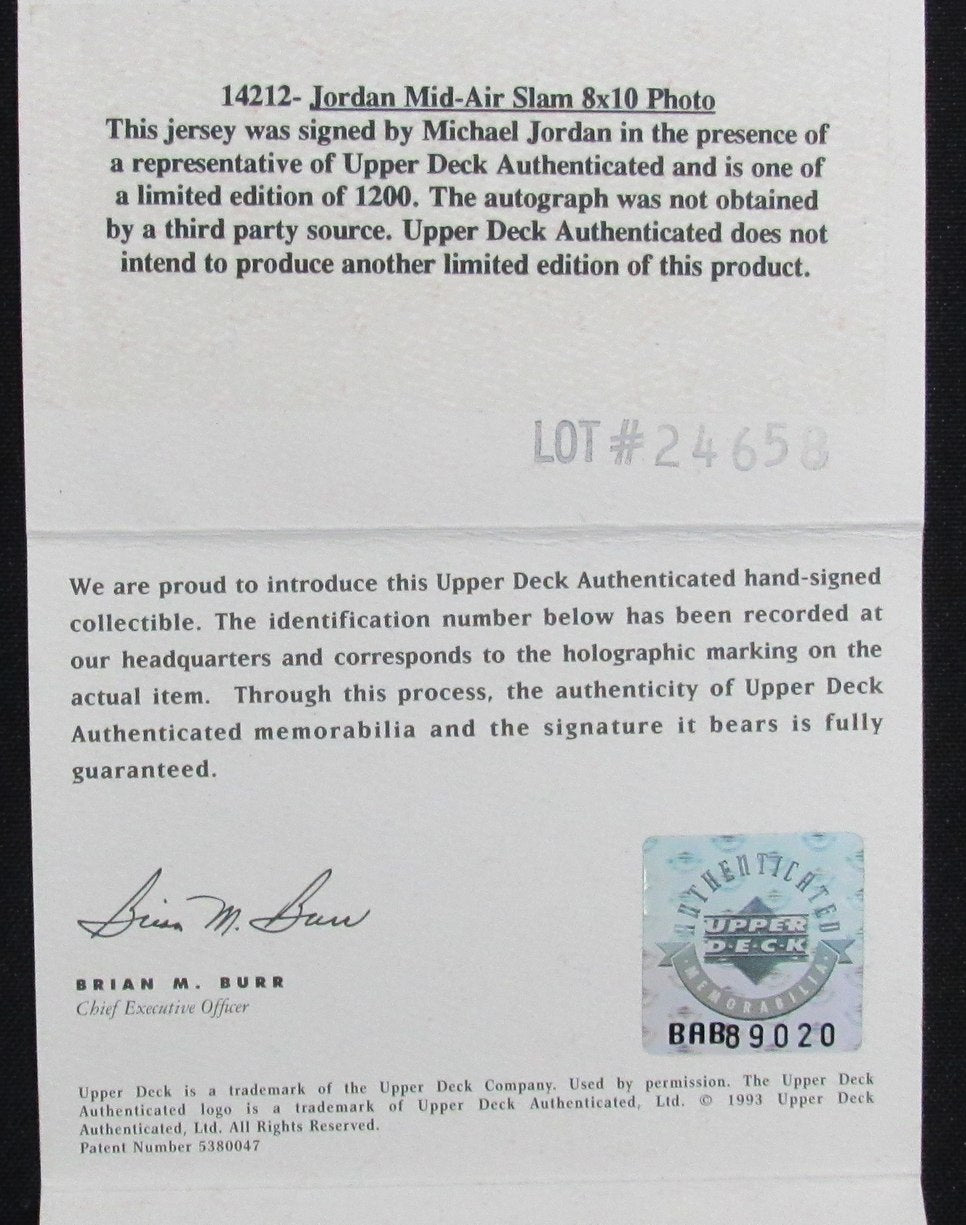 14212- Jordan Mid-Air Slam 8x10 Photo
This jersey was signed by Michael Jordan in the presence of
a representative of Upper Deck Authenticated and is one of
a limited edition of 1200. The autograph was not obtained
by a third party source. Upper Deck Authenticated does not
intend to produce another limited edition of this product.
LOT # 24658
We are proud to introduce this Upper Deck Authenticated hand-signed
collectible. The identification number below has been recorded at
our headquarters and corresponds to the holographic marking on the
actual item. Through this process, the authenticity of Upper Deck
Authenticated memorabilia and the signature it bears is fully
guaranteed.
Brian M. Burr
BRIAN M. BURR
Chief Executive Officer
AUTHENTICATED
UPPER
D·E·C·K
·MEMORABILIA·
BAB89020
Upper Deck is a trademark of the Upper Deck Company. Used by permission. The Upper Deck
Authenticated logo is a trademark of Upper Deck Authenticated, Ltd. © 1993 Upper Deck
Authenticated, Ltd. All Rights Reserved.
Patent Number 5380047